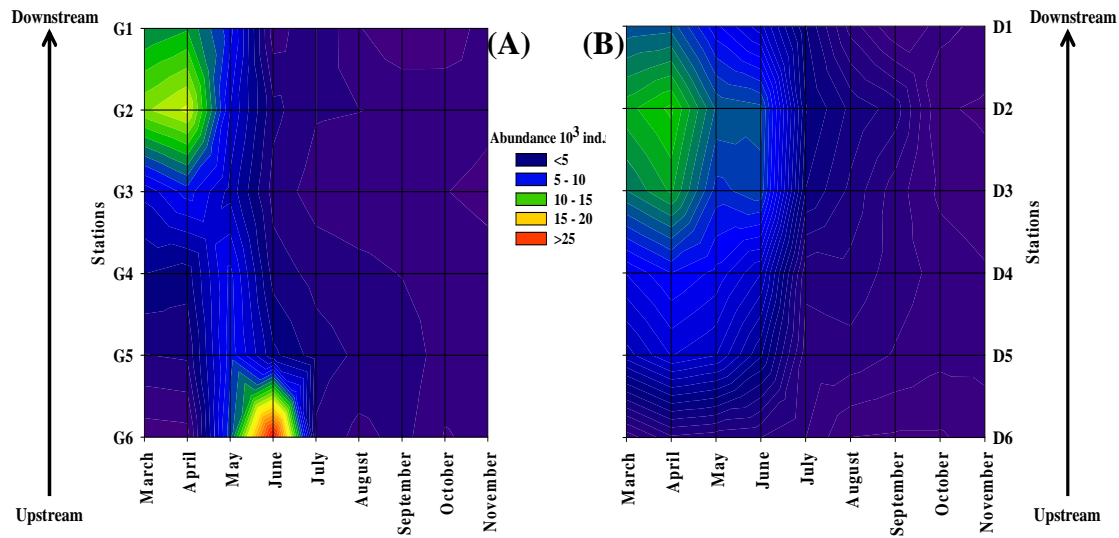 Downstream
G1
(A)
(B)
D1
Downstream
G2
D2
Abundance 10³ ind.
<5
5 - 10
10 - 15
15 - 20
>25
G3
D3
Stations
Stations
G4
D4
G5
D5
G6
D6
March
April
May
June
July
August
September
October
November
March
April
May
June
July
August
September
October
November
Upstream
Upstream